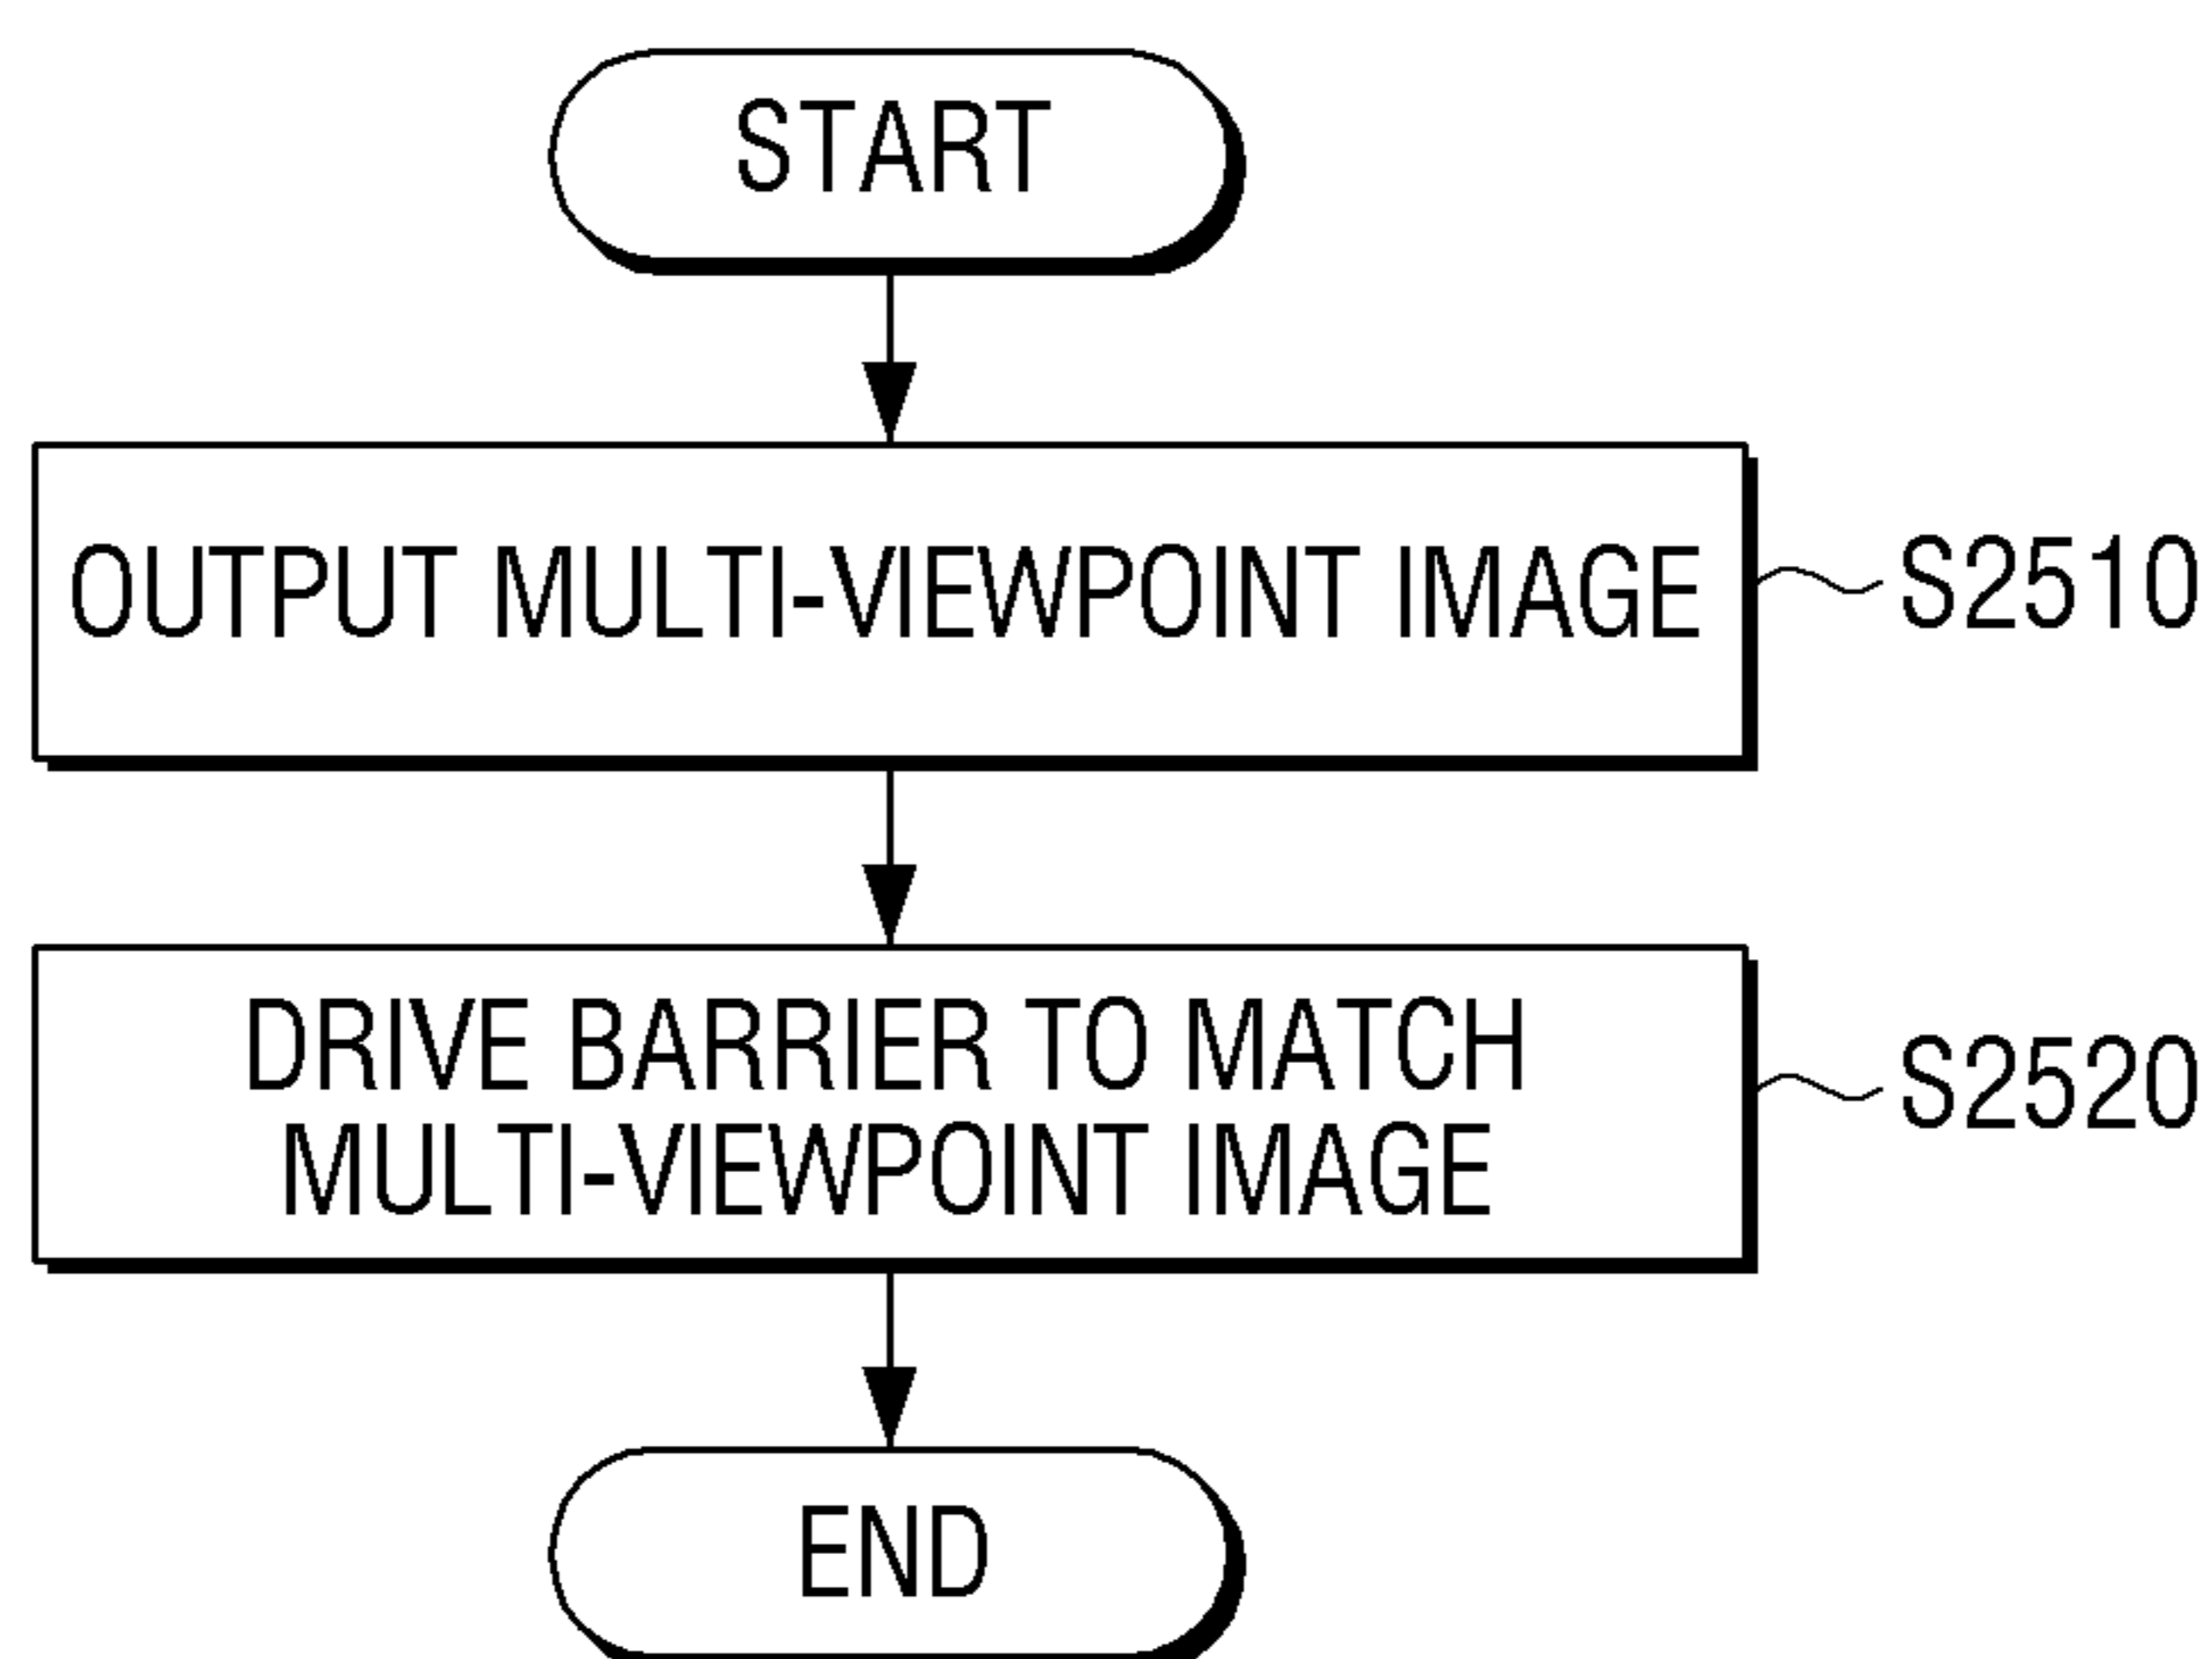 START
OUTPUT MULTI-VIEWPOINT IMAGE
S2510
DRIVE BARRIER TO MATCH
MULTI-VIEWPOINT IMAGE
S2520
END